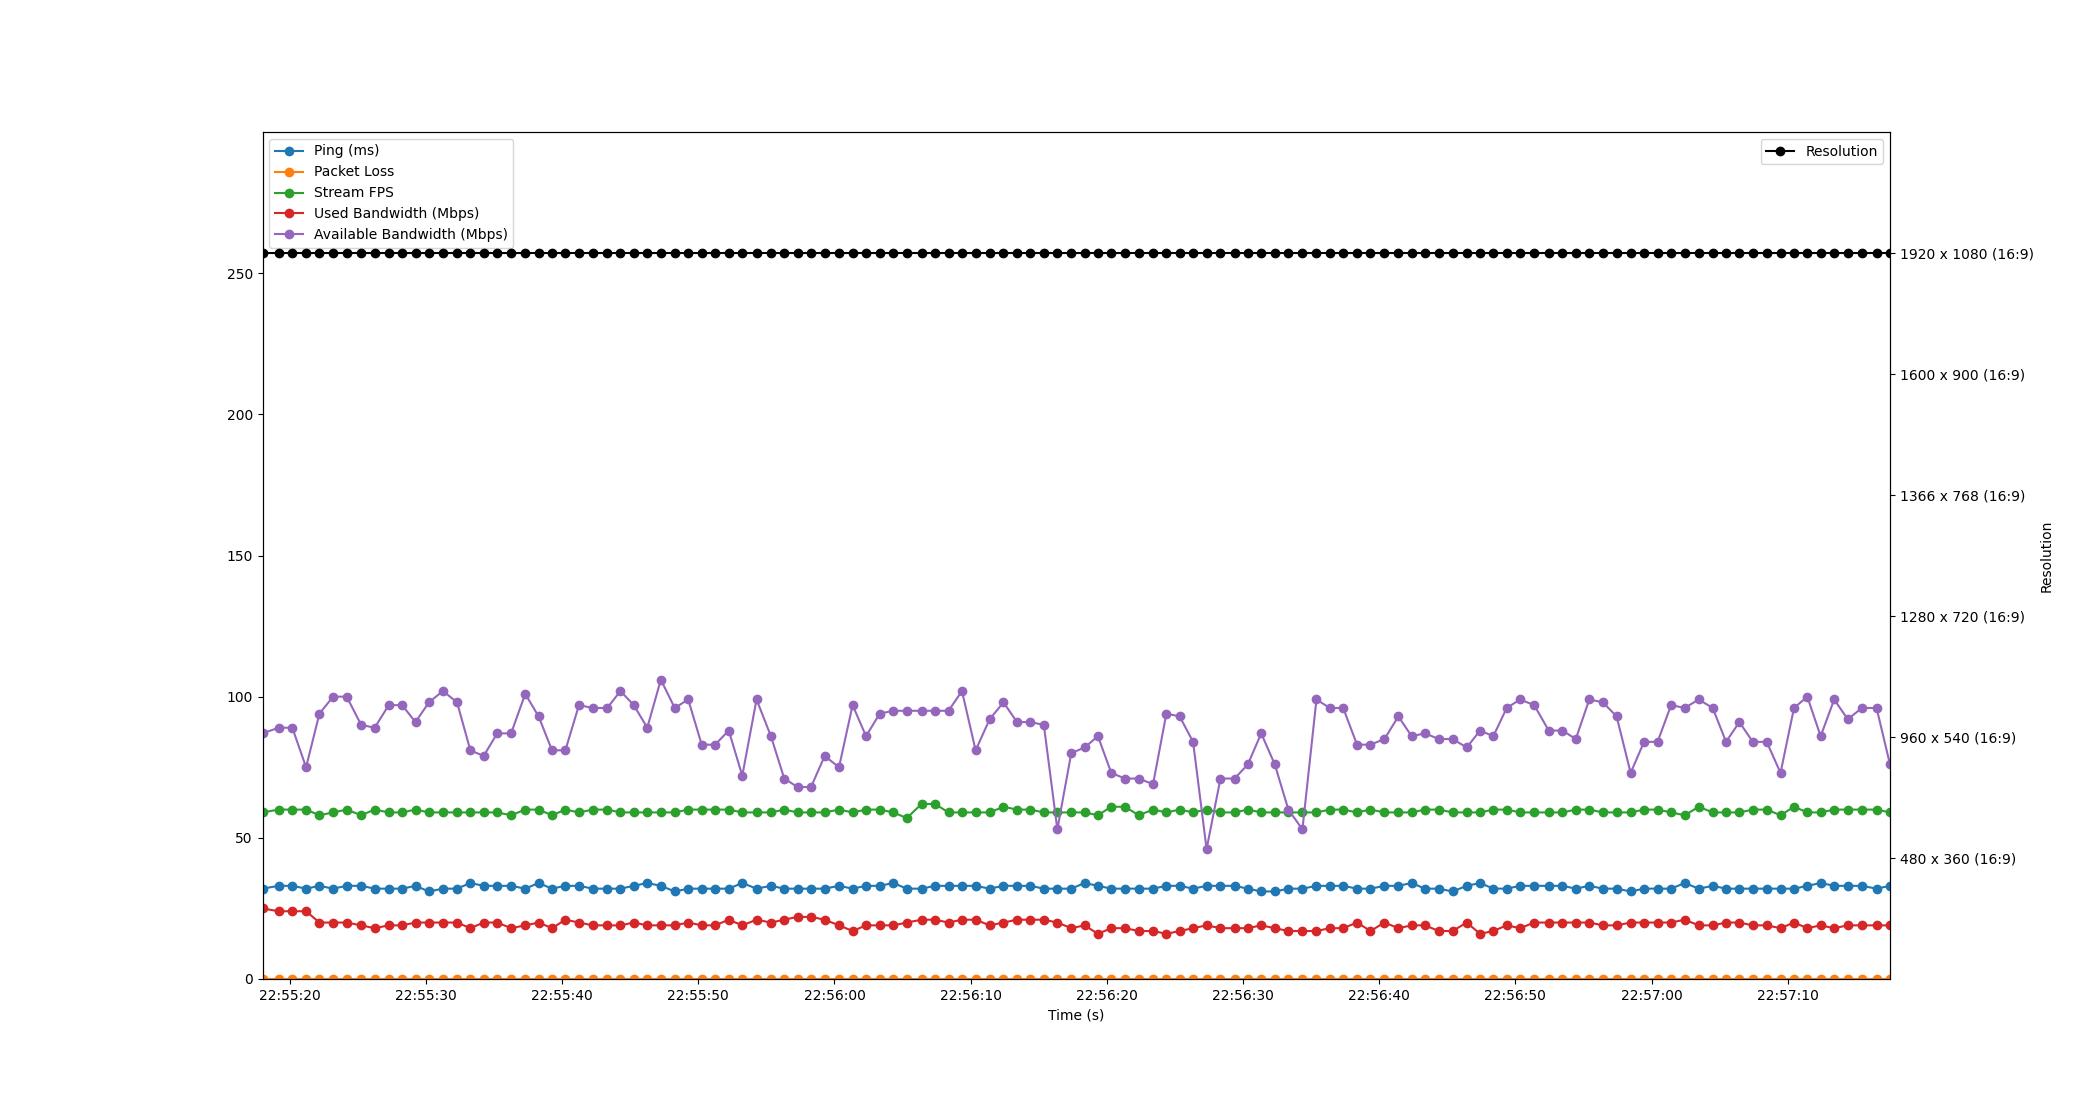 Ping (ms)
Packet Loss
Stream FPS
Used Bandwidth (Mbps)
Available Bandwidth (Mbps)
Resolution
250
200
150
100
50
0
1920 x 1080 (16:9)
1600 x 900 (16:9)
1366 x 768 (16:9)
1280 x 720 (16:9)
960 x 540 (16:9)
480 x 360 (16:9)
Resolution
22:55:20 22:55:30 22:55:40 22:55:50 22:56:00 22:56:10 22:56:20 22:56:30 22:56:40 22:56:50 22:57:00 22:57:10
Time (s)